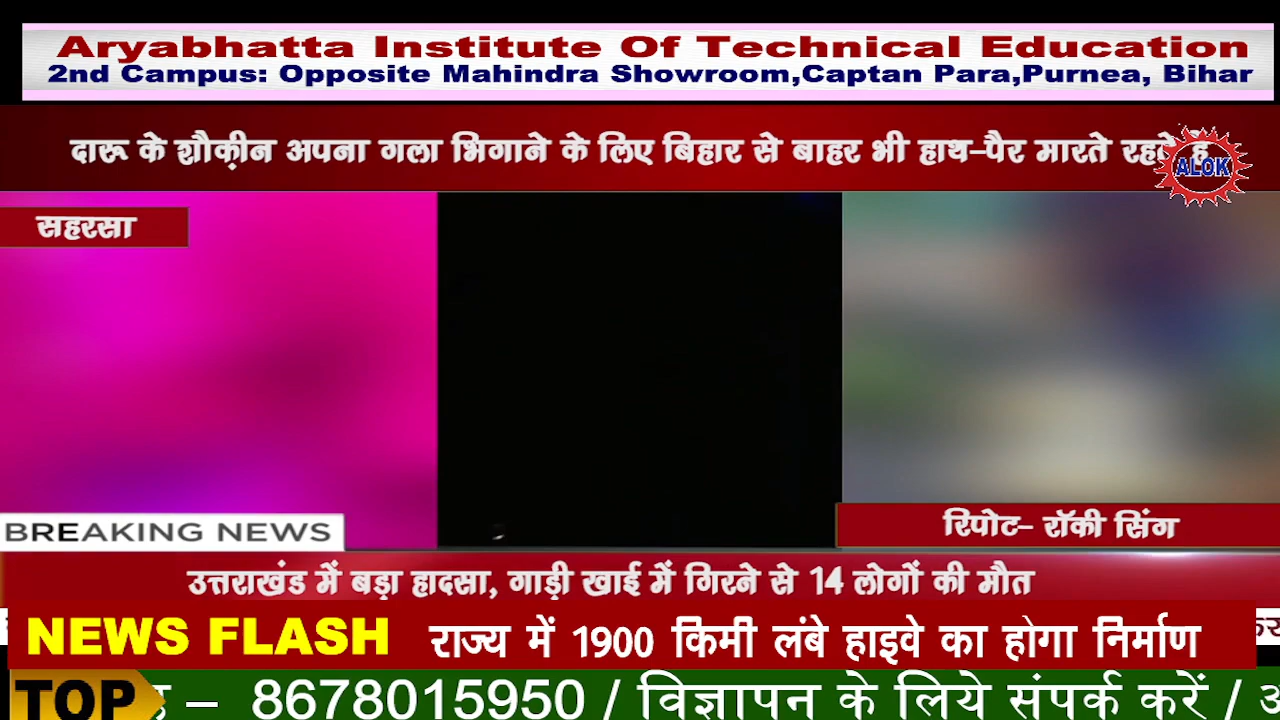 Aryabhatta Institute Of Technical Education
2nd Campus: Opposite Mahindra Showroom,Captan Para,Purnea, Bihar
दारू के शौक़ीन अपना गला भिगाने के लिए बिहार से बाहर भी हाथ-पैर मारते
ALOK
सहरसा
BREAKING NEWS
रिपोट- रॉकी सिंग
उत्तराखंड में बड़ा हादसा, गाड़ी खाई में गिरने से 14 लोगों की मौत
NEWS FLASH राज्य में 1900 किमी लंबे हाइवे का होगा निर्माण
TOP – 8678015950 / विज्ञापन के लिये संपर्क करें /